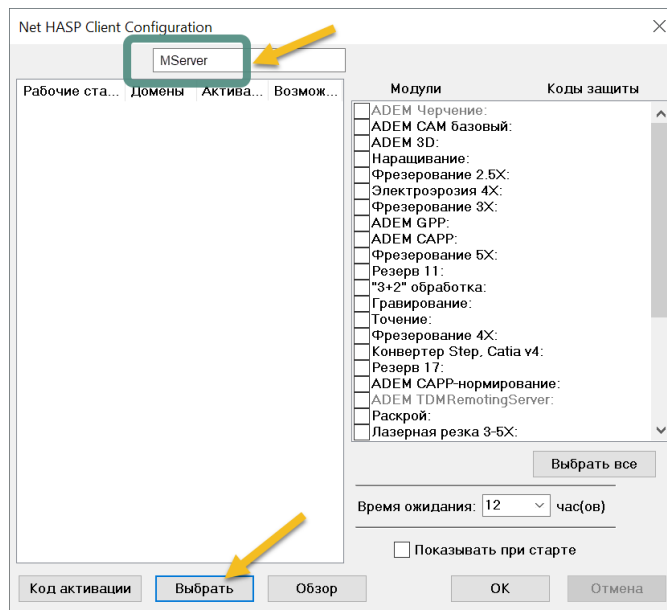 Net HASP Client Configuration
MServer
Рабочие ста... Домены Актива... Возмож...
Модули Коды защиты
ADEM Черчение:
ADEM CAM базовый:
ADEM 3D:
Наращивание:
Фрезерование 2.5X:
Электроэрозия 4X:
Фрезерование 3X:
ADEM GPP:
ADEM CAPP:
Фрезерование 5X:
Резерв 11:
"3+2" обработка:
Гравирование:
Точение:
Фрезерование 4X:
Конвертер Step, Catia v4:
Резерв 17:
ADEM CAPP-нормирование:
ADEM TDMRemotingServer:
Раскрой:
Лазерная резка 3-5X:
Выбрать все
Время ожидания: 12 час(ов)
Показывать при старте
Код активации Выбрать Обзор OK Отмена